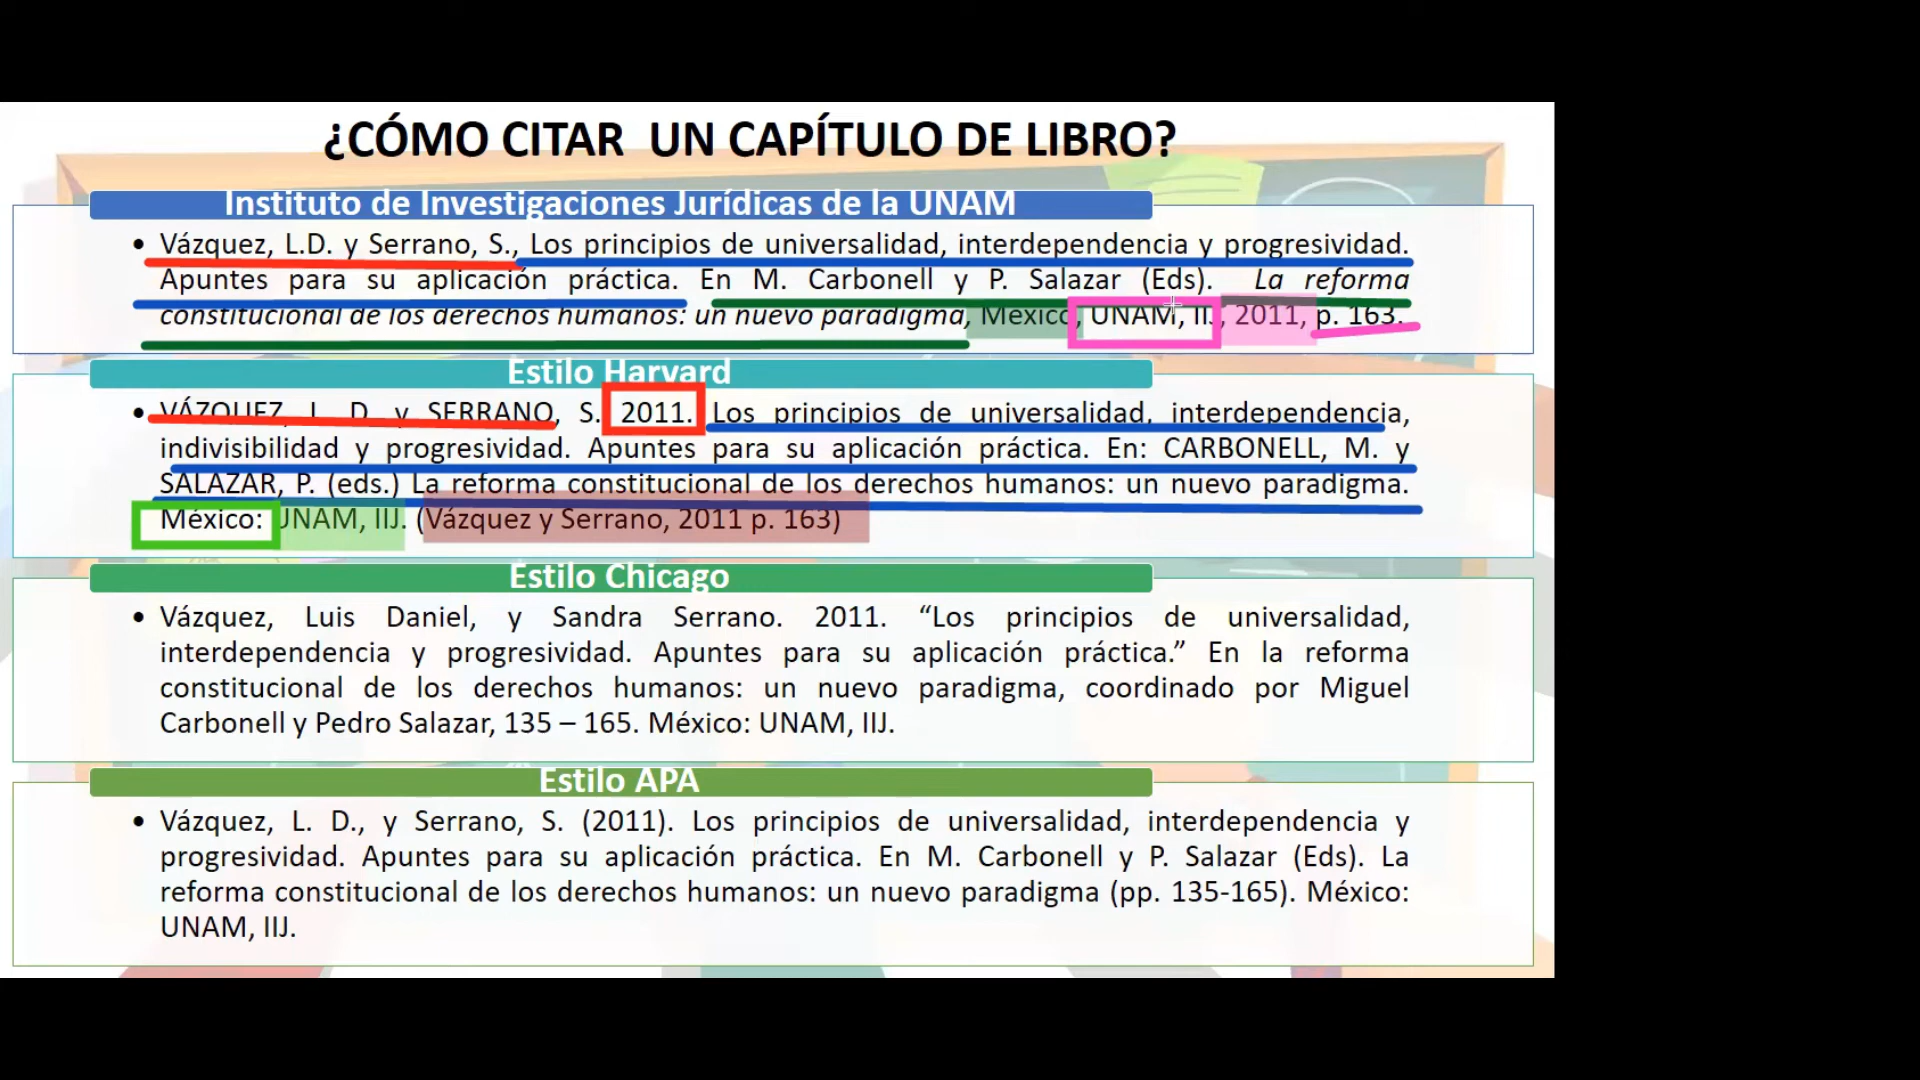 ¿CÓMO CITAR UN CAPÍTULO DE LIBRO?
Instituto de Investigaciones Jurídicas de la UNAM
• Vázquez, L.D. y Serrano, S., Los principios de universalidad, interdependencia y progresividad.
Apuntes para su aplicación práctica. En M. Carbonell y P. Salazar (Eds). La reforma
constitucional de los derechos humanos: un nuevo paradigma, México, UNAM, IIJ, 2011, p. 163.
Estilo Harvard
• VÁZQUEZ, L. D. y SERRANO, S. 2011. Los principios de universalidad, interdependencia,
indivisibilidad y progresividad. Apuntes para su aplicación práctica. En: CARBONELL, M. y
SALAZAR, P. (eds.) La reforma constitucional de los derechos humanos: un nuevo paradigma.
México: UNAM, IIJ. (Vázquez y Serrano, 2011 p. 163)
Estilo Chicago
• Vázquez, Luis Daniel, y Sandra Serrano. 2011. “Los principios de universalidad,
interdependencia y progresividad. Apuntes para su aplicación práctica.” En la reforma
constitucional de los derechos humanos: un nuevo paradigma, coordinado por Miguel
Carbonell y Pedro Salazar, 135 – 165. México: UNAM, IIJ.
Estilo APA
• Vázquez, L. D., y Serrano, S. (2011). Los principios de universalidad, interdependencia y
progresividad. Apuntes para su aplicación práctica. En M. Carbonell y P. Salazar (Eds). La
reforma constitucional de los derechos humanos: un nuevo paradigma (pp. 135-165). México:
UNAM, IIJ.